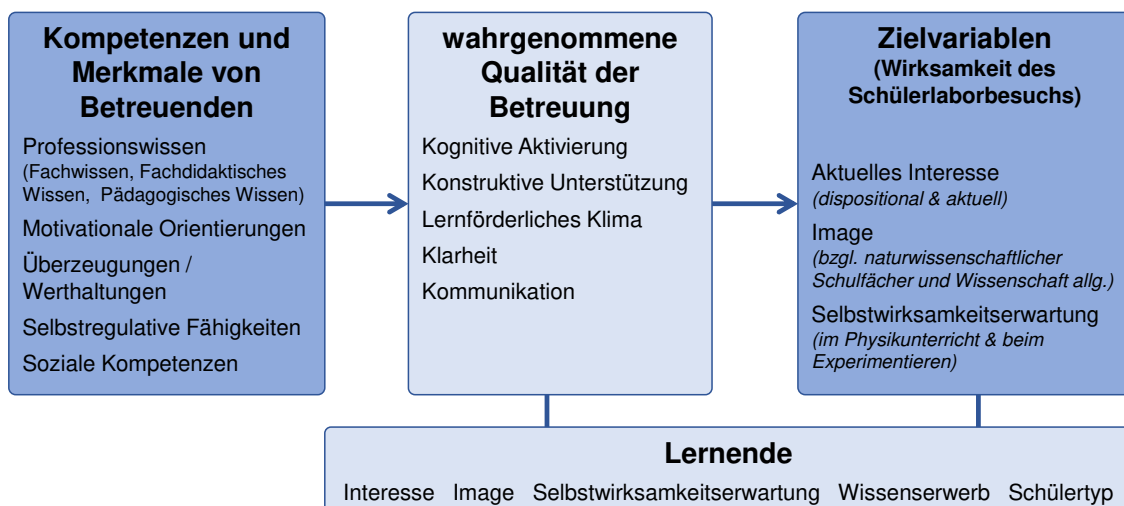 Kompetenzen und
Merkmale von
Betreuenden
Professionswissen
(Fachwissen, Fachdidaktisches
Wissen, Pädagogisches Wissen)
Motivationale Orientierungen
Überzeugungen /
Werthaltungen
Selbstregulative Fähigkeiten
Soziale Kompetenzen
wahrgenommene
Qualität der
Betreuung
Kognitive Aktivierung
Konstruktive Unterstützung
Lernförderliches Klima
Klarheit
Kommunikation
Zielvariablen
(Wirksamkeit des
Schülerlaborbesuchs)
Aktuelles Interesse
(dispositional & aktuell)
Image
(bzgl. naturwissenschaftlicher
Schulfächer und Wissenschaft allg.)
Selbstwirksamkeitserwartung
(im Physikunterricht & beim
Experimentieren)
Lernende
Interesse Image Selbstwirksamkeitserwartung Wissenserwerb Schülertyp